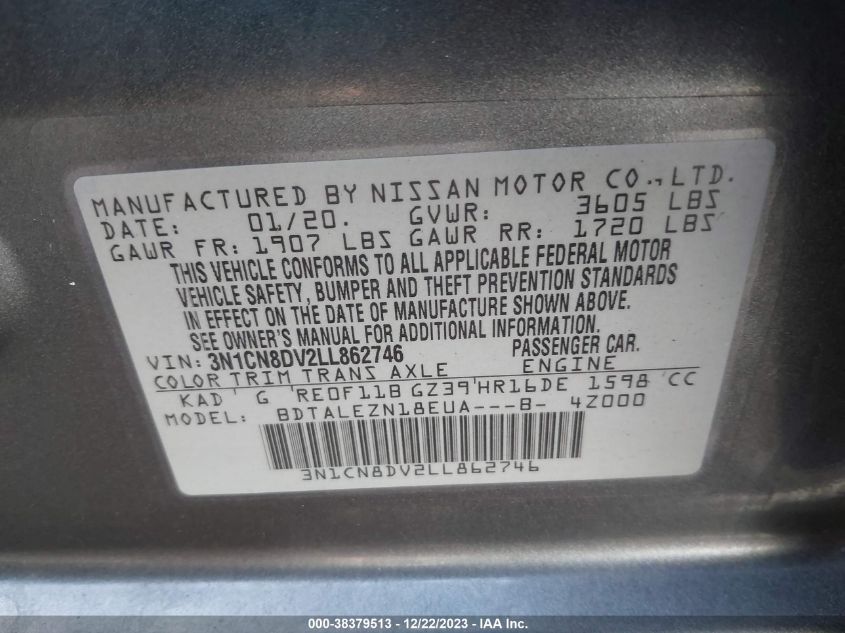 MANUFACTURED BY NISSAN MOTOR CO.,LTD.
DATE: 01/20. GVWR: 3605 LBS
GAWR FR: 1907 LBS GAWR RR: 1720 LBS
THIS VEHICLE CONFORMS TO ALL APPLICABLE FEDERAL MOTOR
VEHICLE SAFETY, BUMPER AND THEFT PREVENTION STANDARDS
IN EFFECT ON THE DATE OF MANUFACTURE SHOWN ABOVE.
SEE OWNER'S MANUAL FOR ADDITIONAL INFORMATION.
VIN: 3N1CN8DV2LL862746 PASSENGER CAR.
COLOR TRIM TRANS AXLE ENGINE
KAD G RE0F11B GZ39 HR16DE 1598 CC
MODEL: BDTALEZN18EUA---B- 4Z000
3N1CN8DV2LL862746
000-38379513 - 12/22/2023 - IAA Inc.